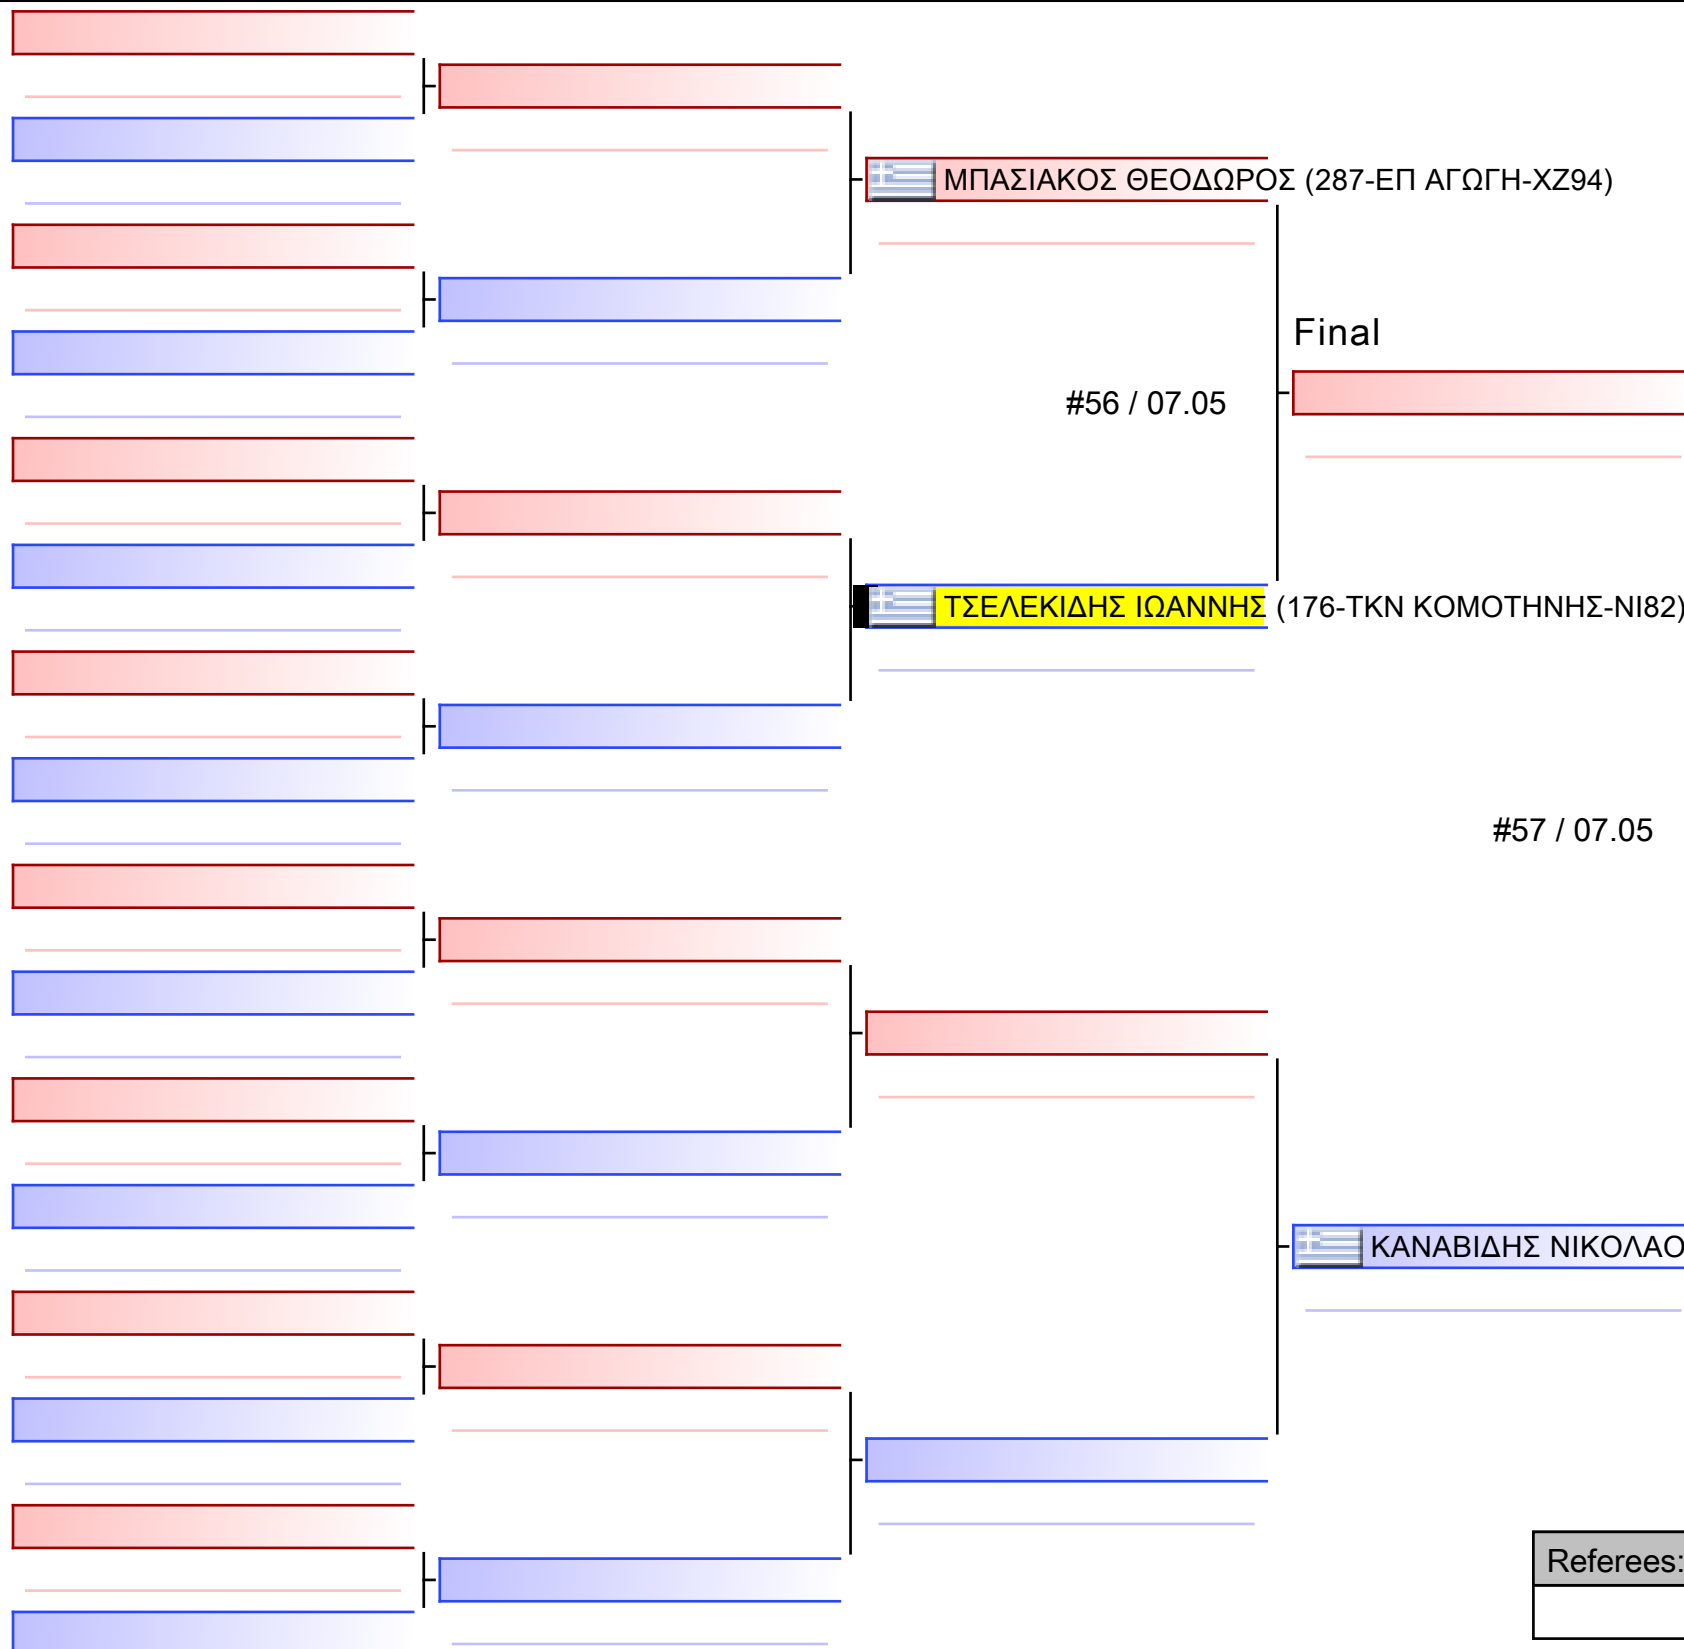 ΜΠΑΣΙΑΚΟΣ ΘΕΟΔΩΡΟΣ (287-ΕΠ ΑΓΩΓΗ-ΧΖ94)
Final
#56 / 07.05
ΤΣΕΛΕΚΙΔΗΣ ΙΩΑΝΝΗΣ (176-ΤΚΝ ΚΟΜΟΤΗΝΗΣ-ΝΙ82)
#57 / 07.05
ΚΑΝΑΒΙΔΗΣ ΝΙΚΟΛΑΟ
Referees: